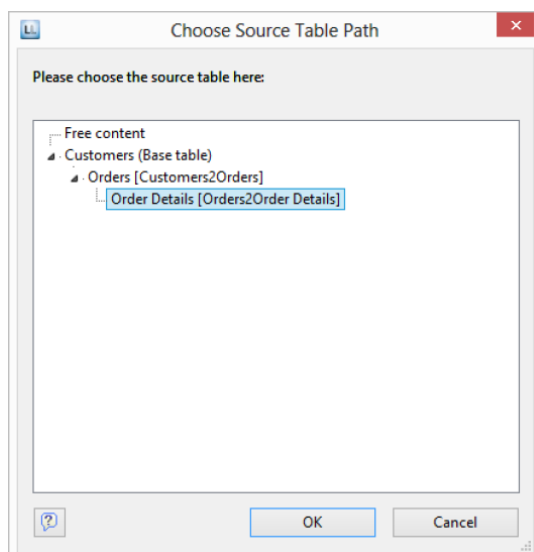 LL
Choose Source Table Path
Please choose the source table here:
Free content
Customers (Base table)
Orders [Customers2Orders]
Order Details [Orders2Order Details]
?
OK
Cancel